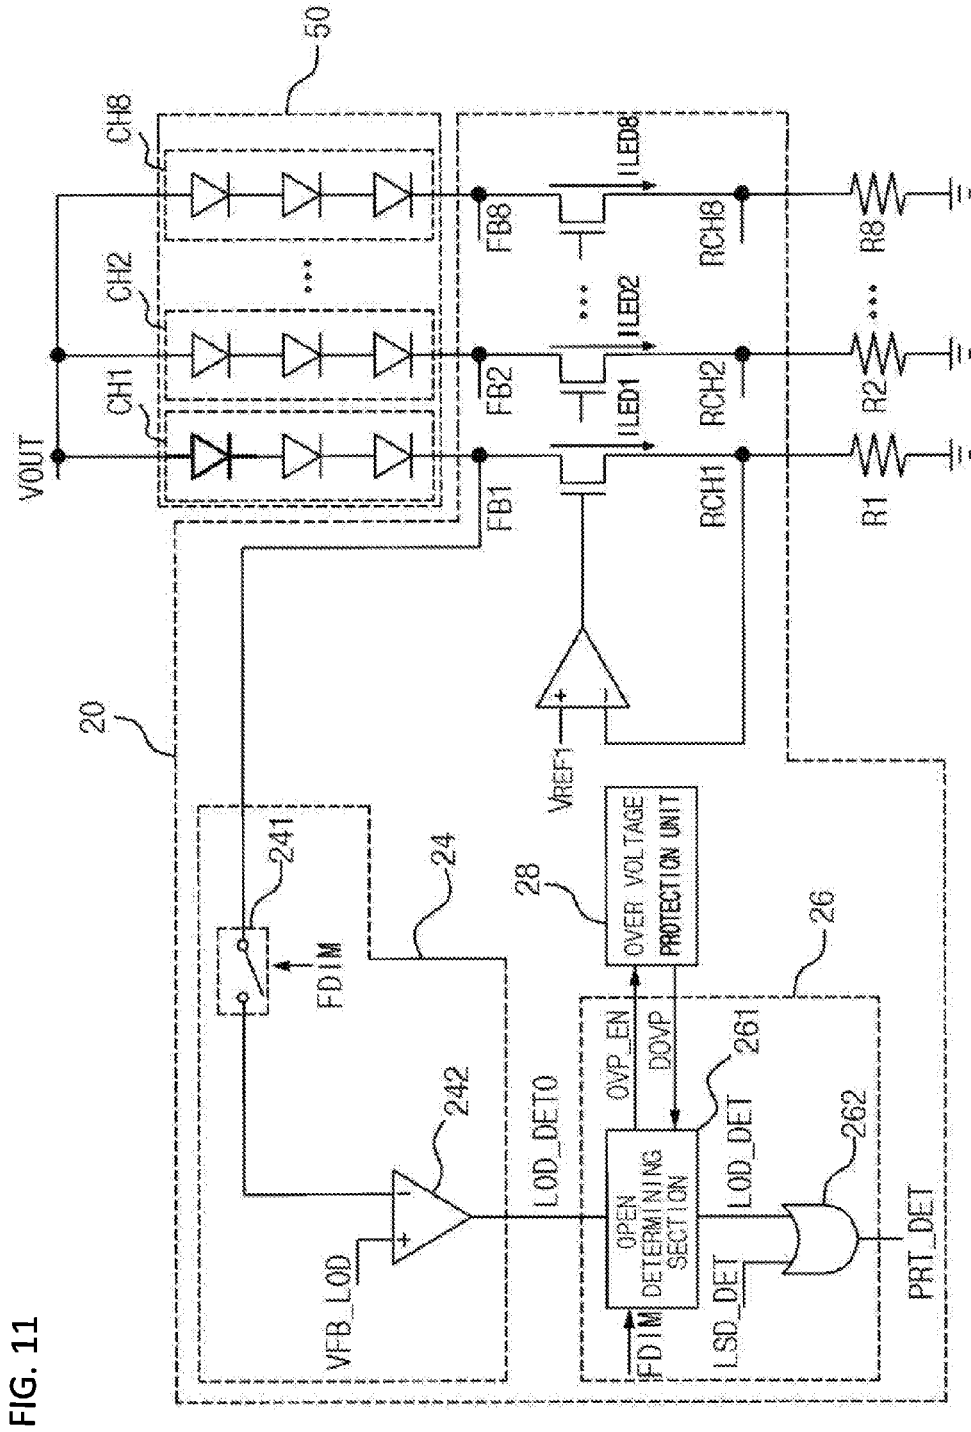 FIG. 11
VOUT
CH1
CH2
CH8
50
20
241
FDIM
24
242
VFB_LOD
+
-
LOD_DET0
FB1
FB2
FB8
ILED1
ILED2
ILED8
VREF1
+
-
RCH1
RCH2
RCH8
R1
R2
R8
28
OVER VOLTAGE
PROTECTION UNIT
26
OVP_EN
DOVP
261
OPEN
DETERMINING
SECTION
FDIM
LOD_DET
LSD_DET
262
PRT_DET